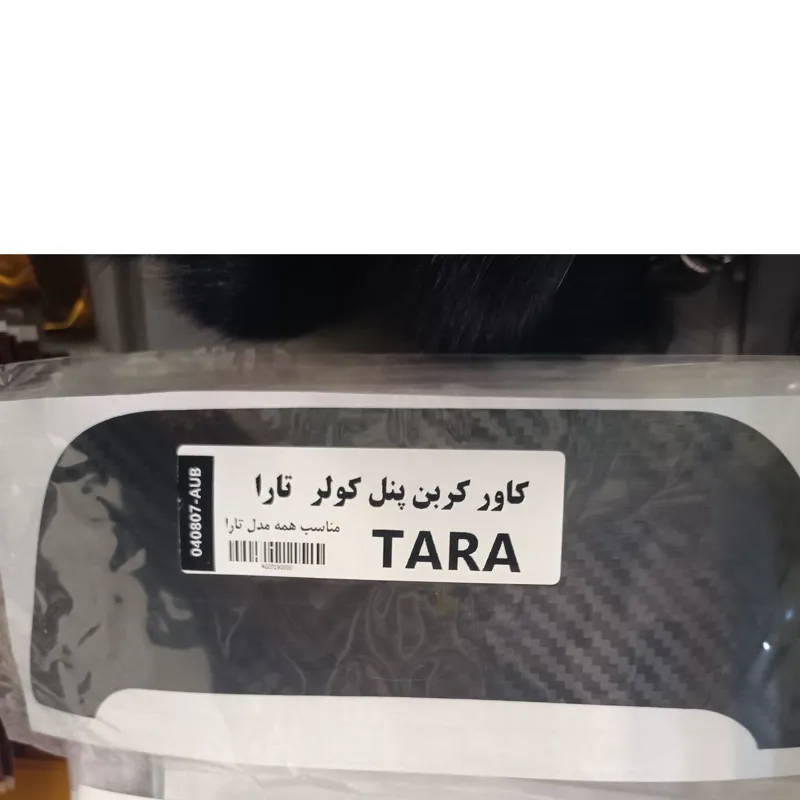 کاور کربن پنل کولر تارا
مناسب همه مدل تارا
TARA
040807-AUB